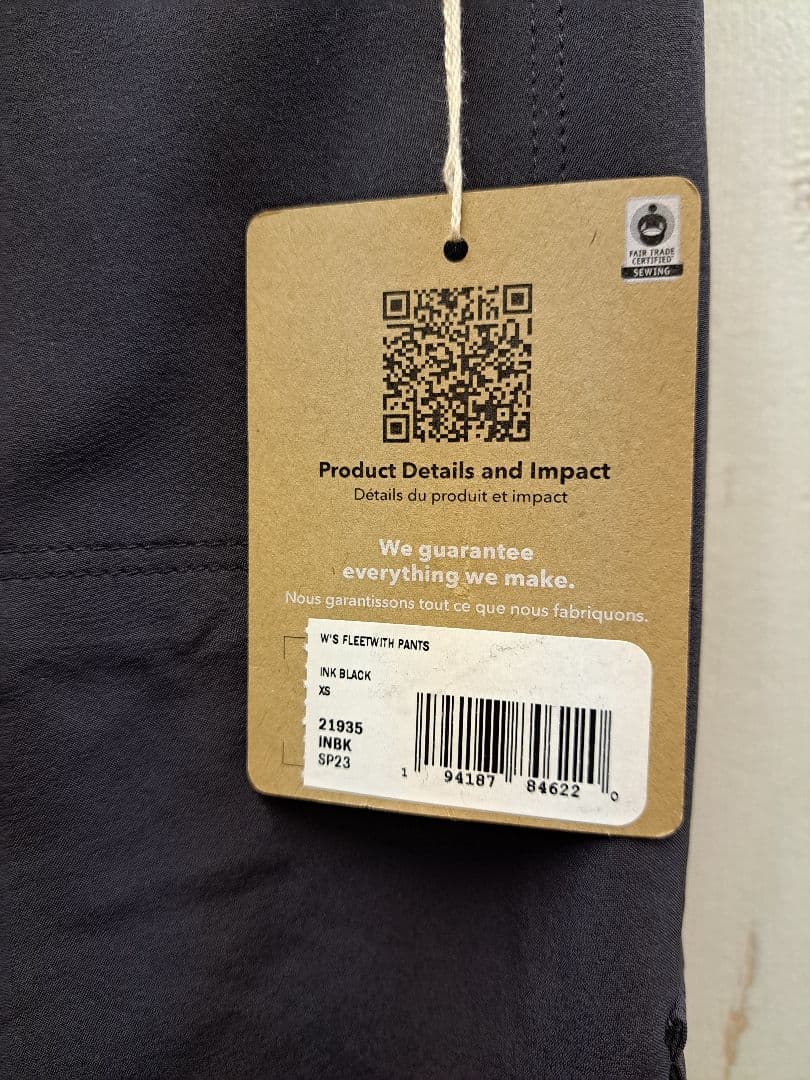 FAIR TRADE
CERTIFIED™
SEWING
Product Details and Impact
Détails du produit et impact
We guarantee
everything we make.
Nous garantissons tout ce que nous fabriquons.
W'S FLEETWITH PANTS
INK BLACK
XS
21935
INBK
SP23
1 94187 84622 0